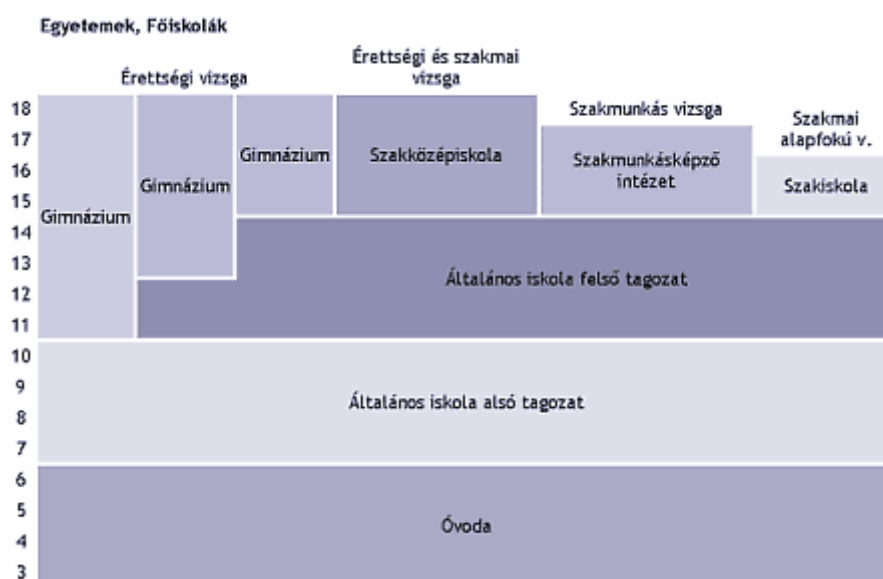 Egyetemek, Főiskolák
Érettségi vizsga
Érettségi és szakmai
vizsga
Szakmunkás vizsga
Szakmai
alapfokú v.
18
17
16
15
14
13
12
11
10
9
8
7
6
5
4
3
Gimnázium
Gimnázium
Gimnázium
Szakközépiskola
Szakmunkásképző
intézet
Szakiskola
Általános iskola felső tagozat
Általános iskola alsó tagozat
Óvoda